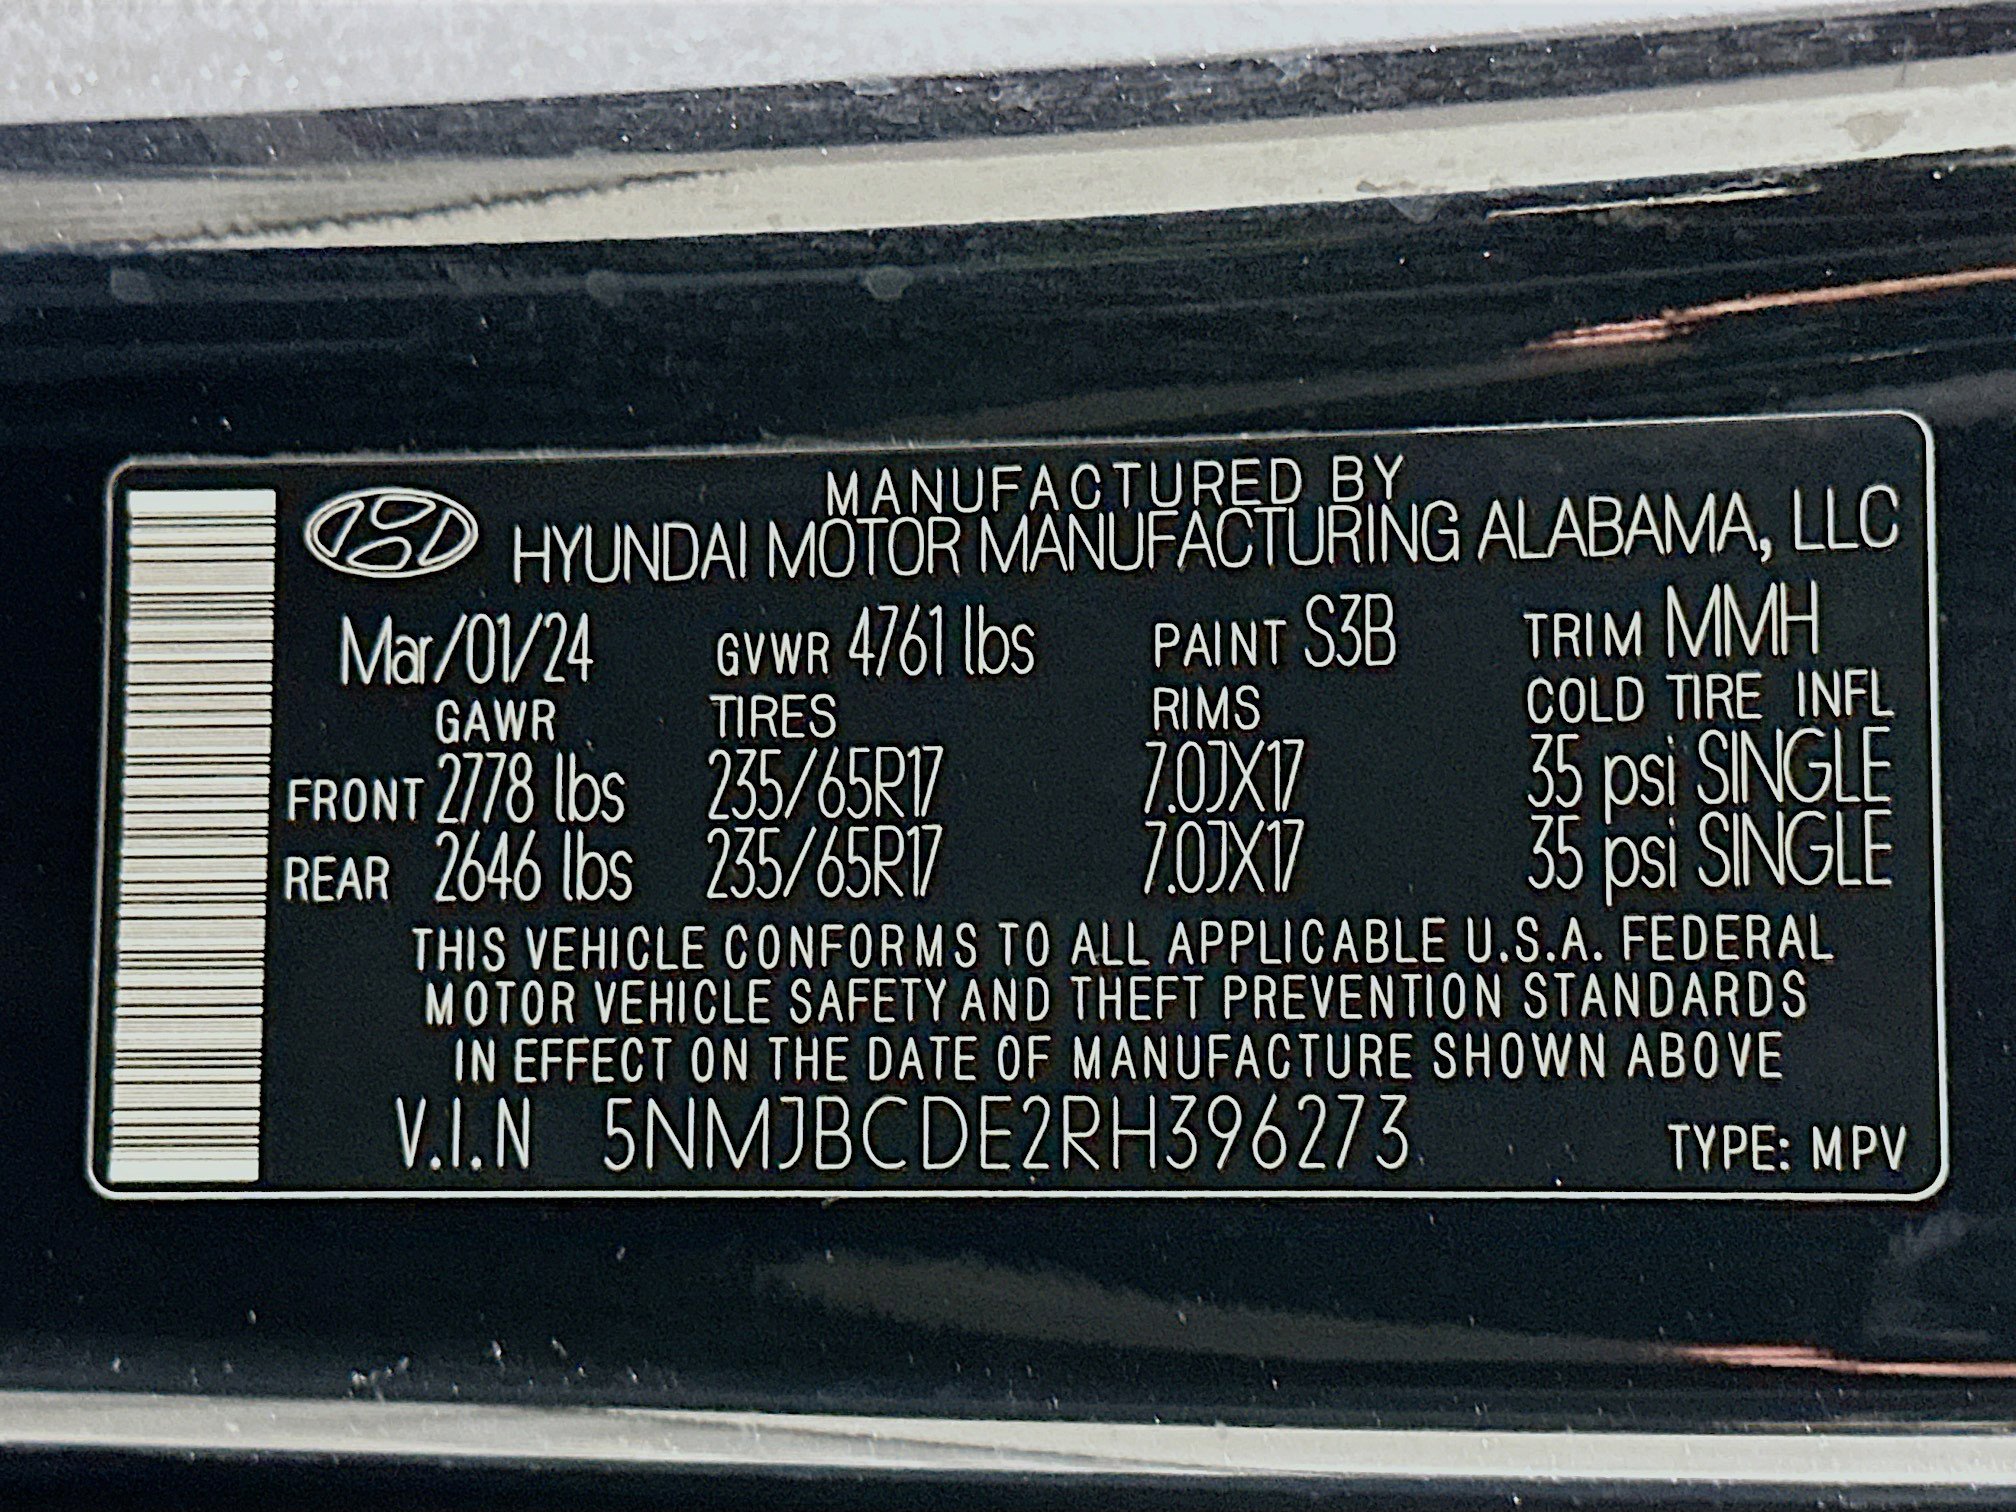 MANUFACTURED BY
HYUNDAI MOTOR MANUFACTURING ALABAMA, LLC
Mar/01/24 GVWR 4761 lbs PAINT S3B TRIM MMH
GAWR TIRES RIMS COLD TIRE INFL
FRONT 2778 lbs 235/65R17 7.0JX17 35 psi SINGLE
REAR 2646 lbs 235/65R17 7.0JX17 35 psi SINGLE
THIS VEHICLE CONFORMS TO ALL APPLICABLE U.S.A. FEDERAL
MOTOR VEHICLE SAFETY AND THEFT PREVENTION STANDARDS
IN EFFECT ON THE DATE OF MANUFACTURE SHOWN ABOVE
V.I.N 5NMJBCDE2RH396273 TYPE: MPV